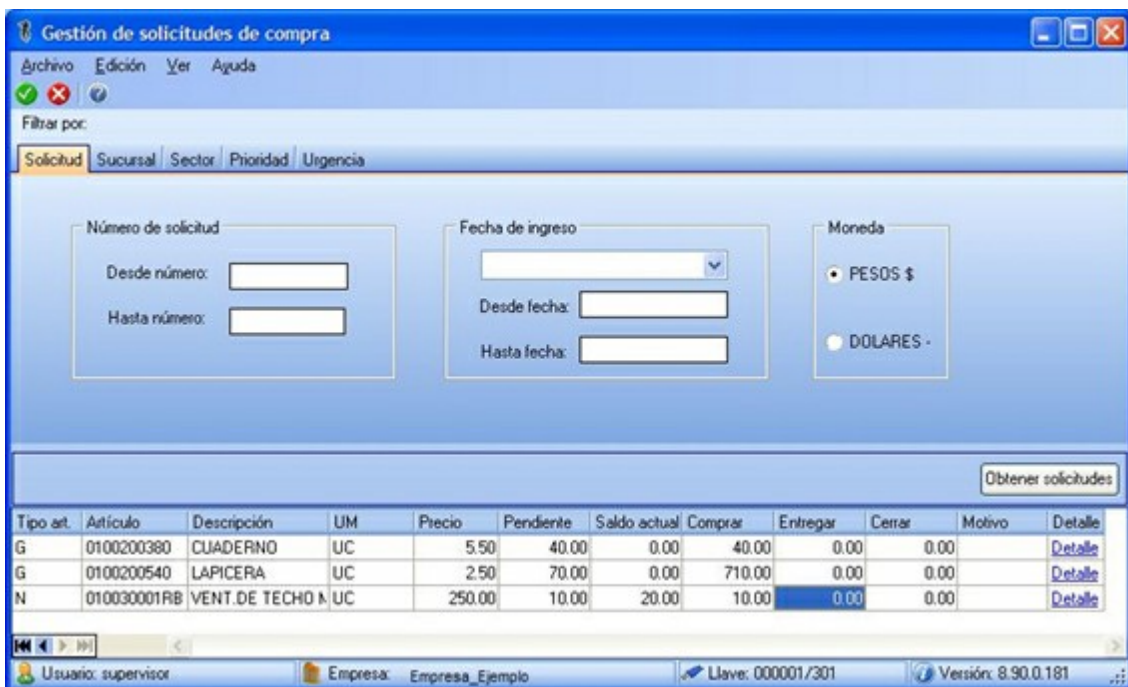 Gestión de solicitudes de compra
Archivo Edición Ver Ayuda
Filtrar por:
Solicitud Sucursal Sector Prioridad Urgencia
Número de solicitud Fecha de ingreso Moneda
Desde número: PESOS $
Desde fecha:
Hasta número: DOLARES -
Hasta fecha:
Obtener solicitudes
Tipo art. Artículo Descripción UM Precio Pendiente Saldo actual Comprar Entregar Cerrar Motivo Detalle
G 0100200380 CUADERNO UC 5.50 40.00 0.00 40.00 0.00 0.00 Detalle
G 0100200540 LAPICERA UC 2.50 70.00 0.00 710.00 0.00 0.00 Detalle
N 010030001RB VENT.DE TECHO M UC 250.00 10.00 20.00 10.00 0.00 0.00 Detalle
Usuario: supervisor Empresa: Empresa_Ejemplo Llave: 000001/301 Versión: 8.90.0.181